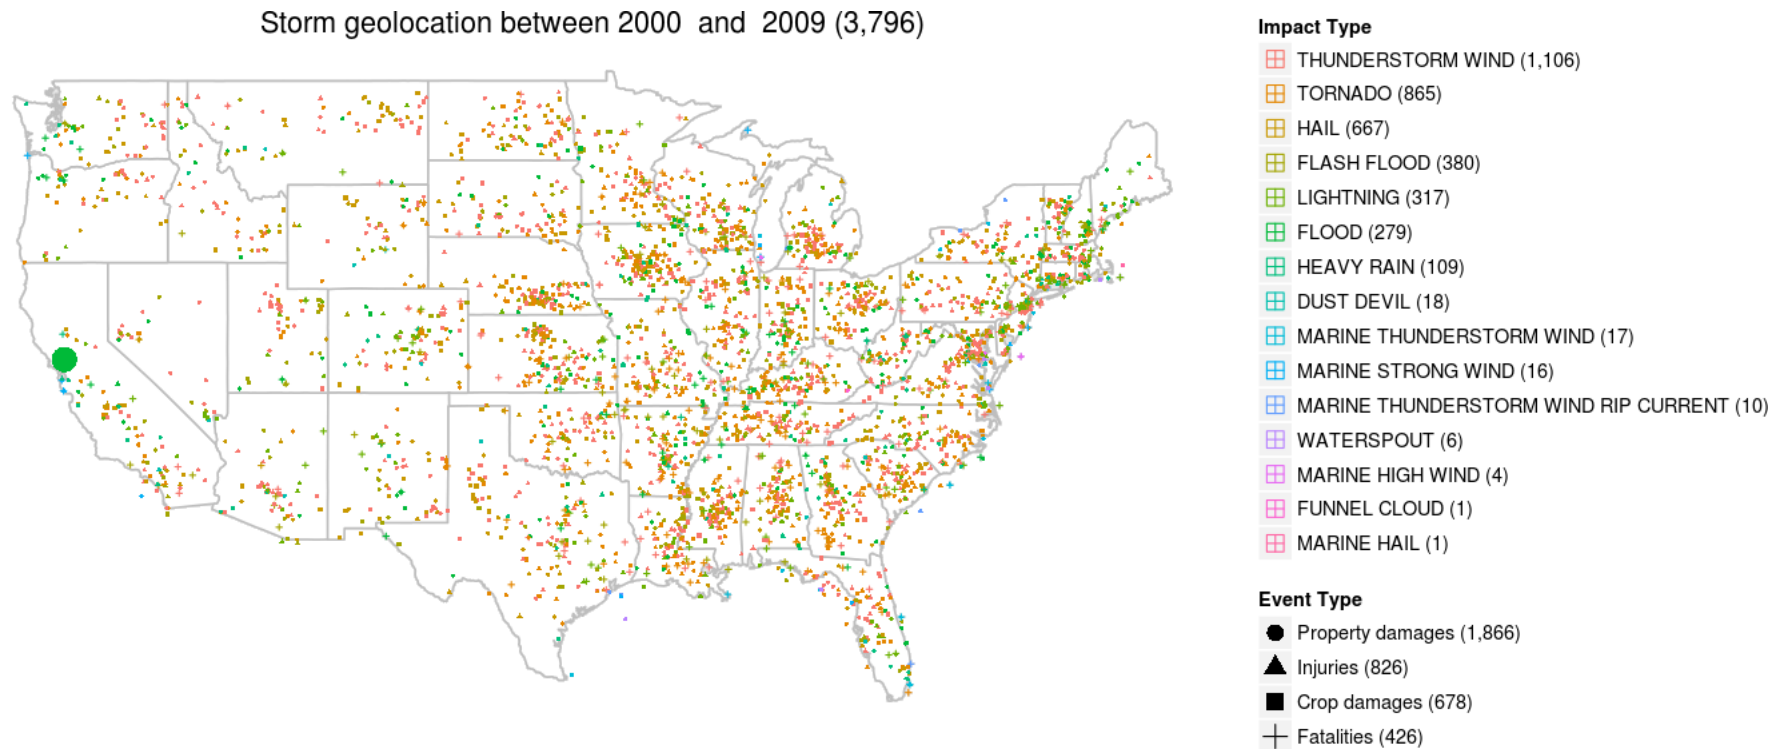 Storm geolocation between 2000 and 2009 (3,796)
Impact Type
THUNDERSTORM WIND (1,106)
TORNADO (865)
HAIL (667)
FLASH FLOOD (380)
LIGHTNING (317)
FLOOD (279)
HEAVY RAIN (109)
DUST DEVIL (18)
MARINE THUNDERSTORM WIND (17)
MARINE STRONG WIND (16)
MARINE THUNDERSTORM WIND RIP CURRENT (10)
WATERSPOUT (6)
MARINE HIGH WIND (4)
FUNNEL CLOUD (1)
MARINE HAIL (1)
Event Type
Property damages (1,866)
Injuries (826)
Crop damages (678)
Fatalities (426)